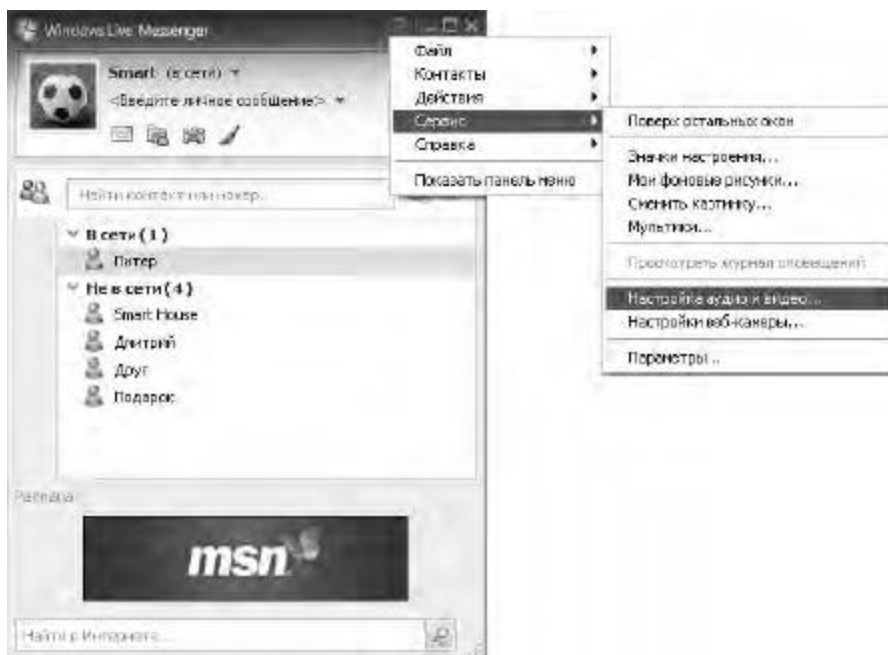 Windows Live Messenger
Smart (в сети)
<Введите личное сообщение>
Найти контакт или номер...
В сети (1)
Питер
Не в сети (4)
Smart House
Дмитрий
Друг
Подарок
Реклама
msn
Найти в Интернете...
Файл
Контакты
Действия
Сервис
Справка
Показать панель меню
Поверх остальных окон
Значки настроения...
Мои фоновые рисунки...
Сменить картинку...
Мультики...
Просмотреть журнал оповещений
Настройка аудио и видео...
Настройки веб-камеры...
Параметры...